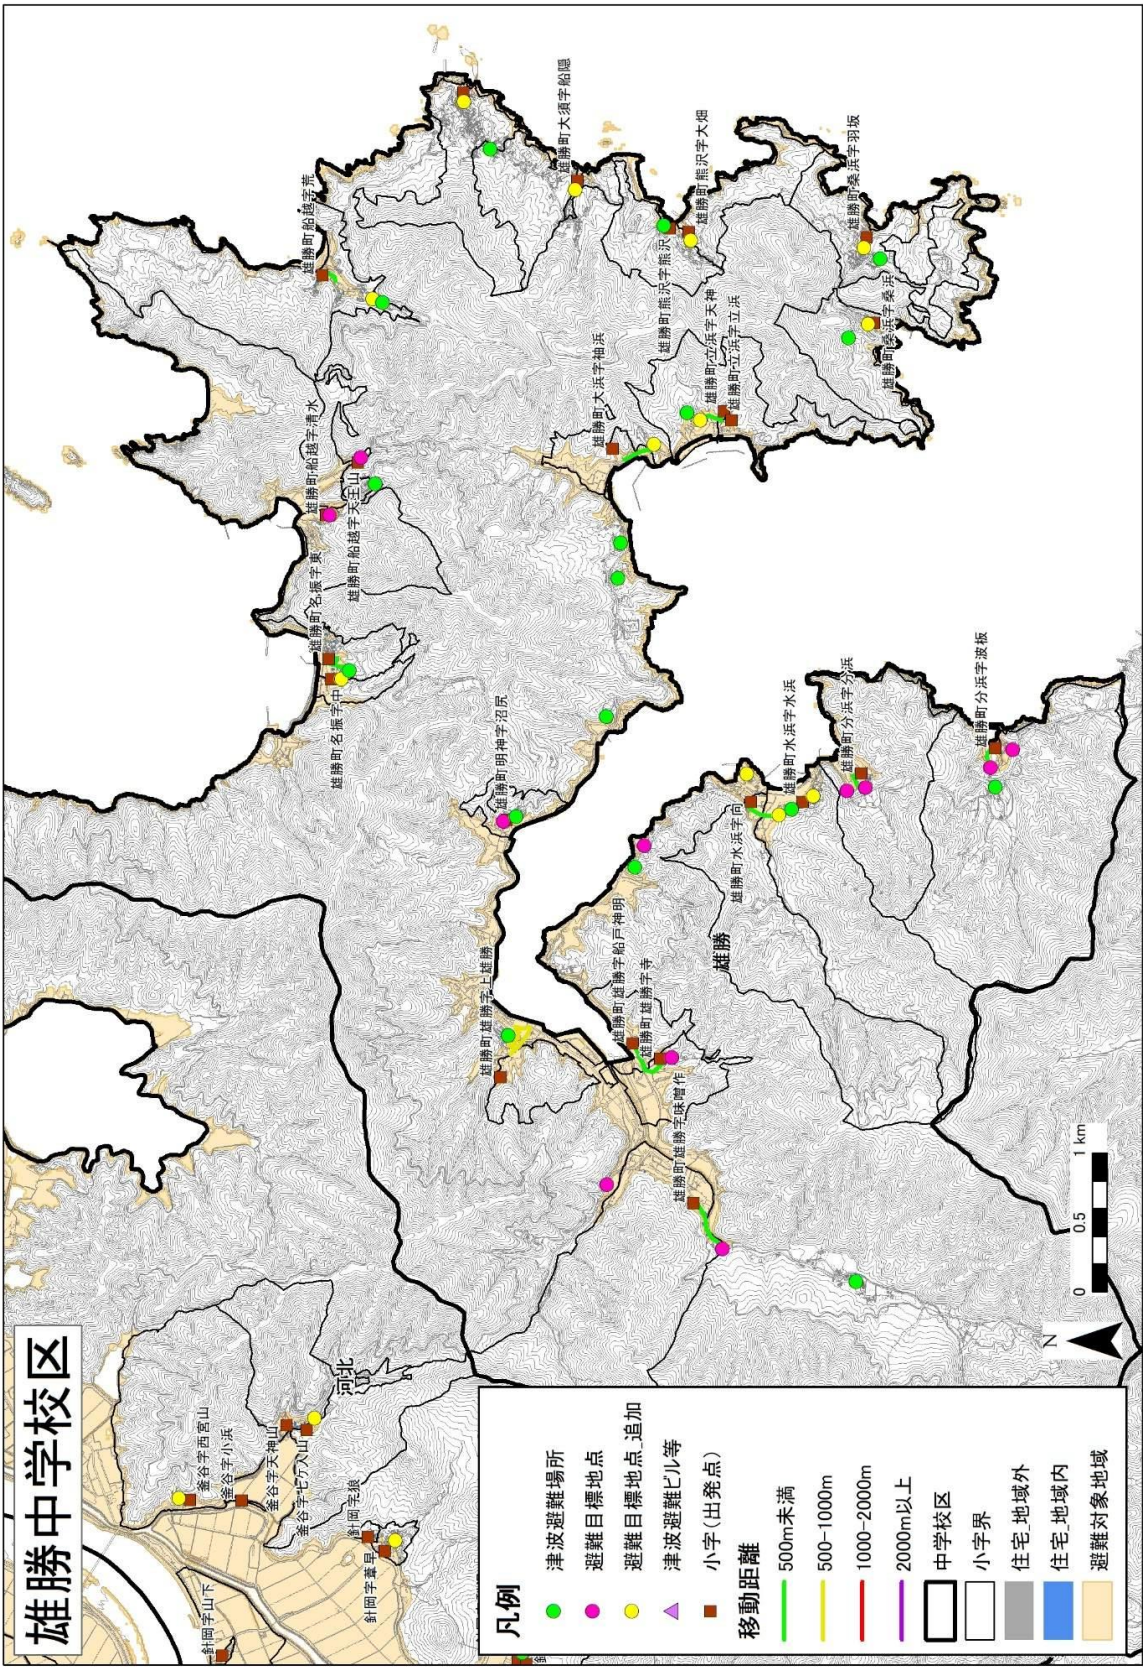 雄勝中学校区
雄勝町船越字荒
雄勝町大須字船隠
雄勝町熊沢字大畑
雄勝町熊沢字熊沢
雄勝町桑浜字羽坂
雄勝町桑浜字桑浜
雄勝町立浜字天神
雄勝町立浜字立浜
雄勝町大浜字袖浜
雄勝町船越字清水
雄勝町船越字天王山
雄勝町名振字東
雄勝町名振字中
雄勝町明神字沼尻
雄勝町分浜字波板
雄勝町分浜字分浜
雄勝町水浜字水浜
雄勝町水浜字向
雄勝町雄勝字上雄勝
雄勝町雄勝字船戸神明
雄勝町雄勝字寺
雄勝町雄勝字味噌作
雄勝
河北
釜谷字西宮山
釜谷字小浜
釜谷字天神山
釜谷字七ケ入山
針岡字狼
針岡字葦早
針岡字山下
凡例
津波避難場所
避難目標地点
避難目標地点_追加
津波避難ビル等
小字(出発点)
移動距離
500m未満
500-1000m
1000-2000m
2000m以上
中学校区
小字界
住宅_地域外
住宅_地域内
避難対象地域
N
0 0.5 1 km